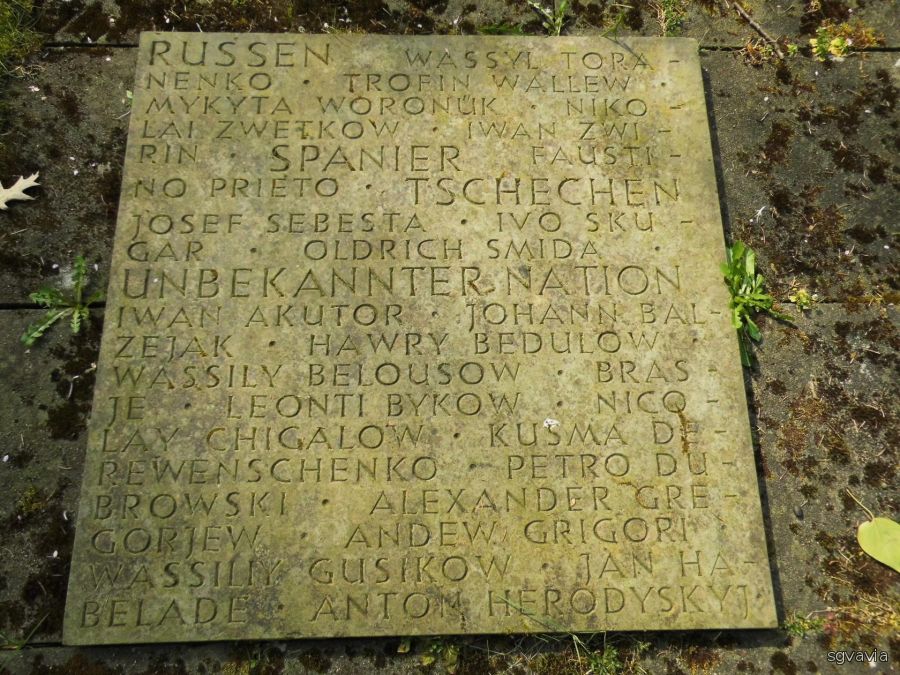 RUSSEN WASSYL TORA-
NENKO · TROFIN WALLEW ·
MYKYTA WORONUK · NIKO-
LAI ZWETKOW · IWAN ZWI-
RIN · SPANIER FAUSTI-
NO PRIETO · TSCHECHEN
JOSEF SEBESTA · IVO SKU-
GAR · OLDRICH SMIDA
UNBEKANNTER NATION
IWAN AKUTOR · JOHANN BAL-
ZEJAK · HAWRY BEDULOW ·
WASSILY BELOUSOW · BRAS-
JE · LEONTI BYKOW · NICO-
LAY CHIGALOW · KUSMA DE-
REWENSCHENKO · PETRO DU-
BROWSKI · ALEXANDER GRE-
GORJEW · ANDEW GRIGORI ·
WASSILIY GUSIKOW · JAN HA-
BELADE · ANTON HERODYSKYJ ·
sgvavia